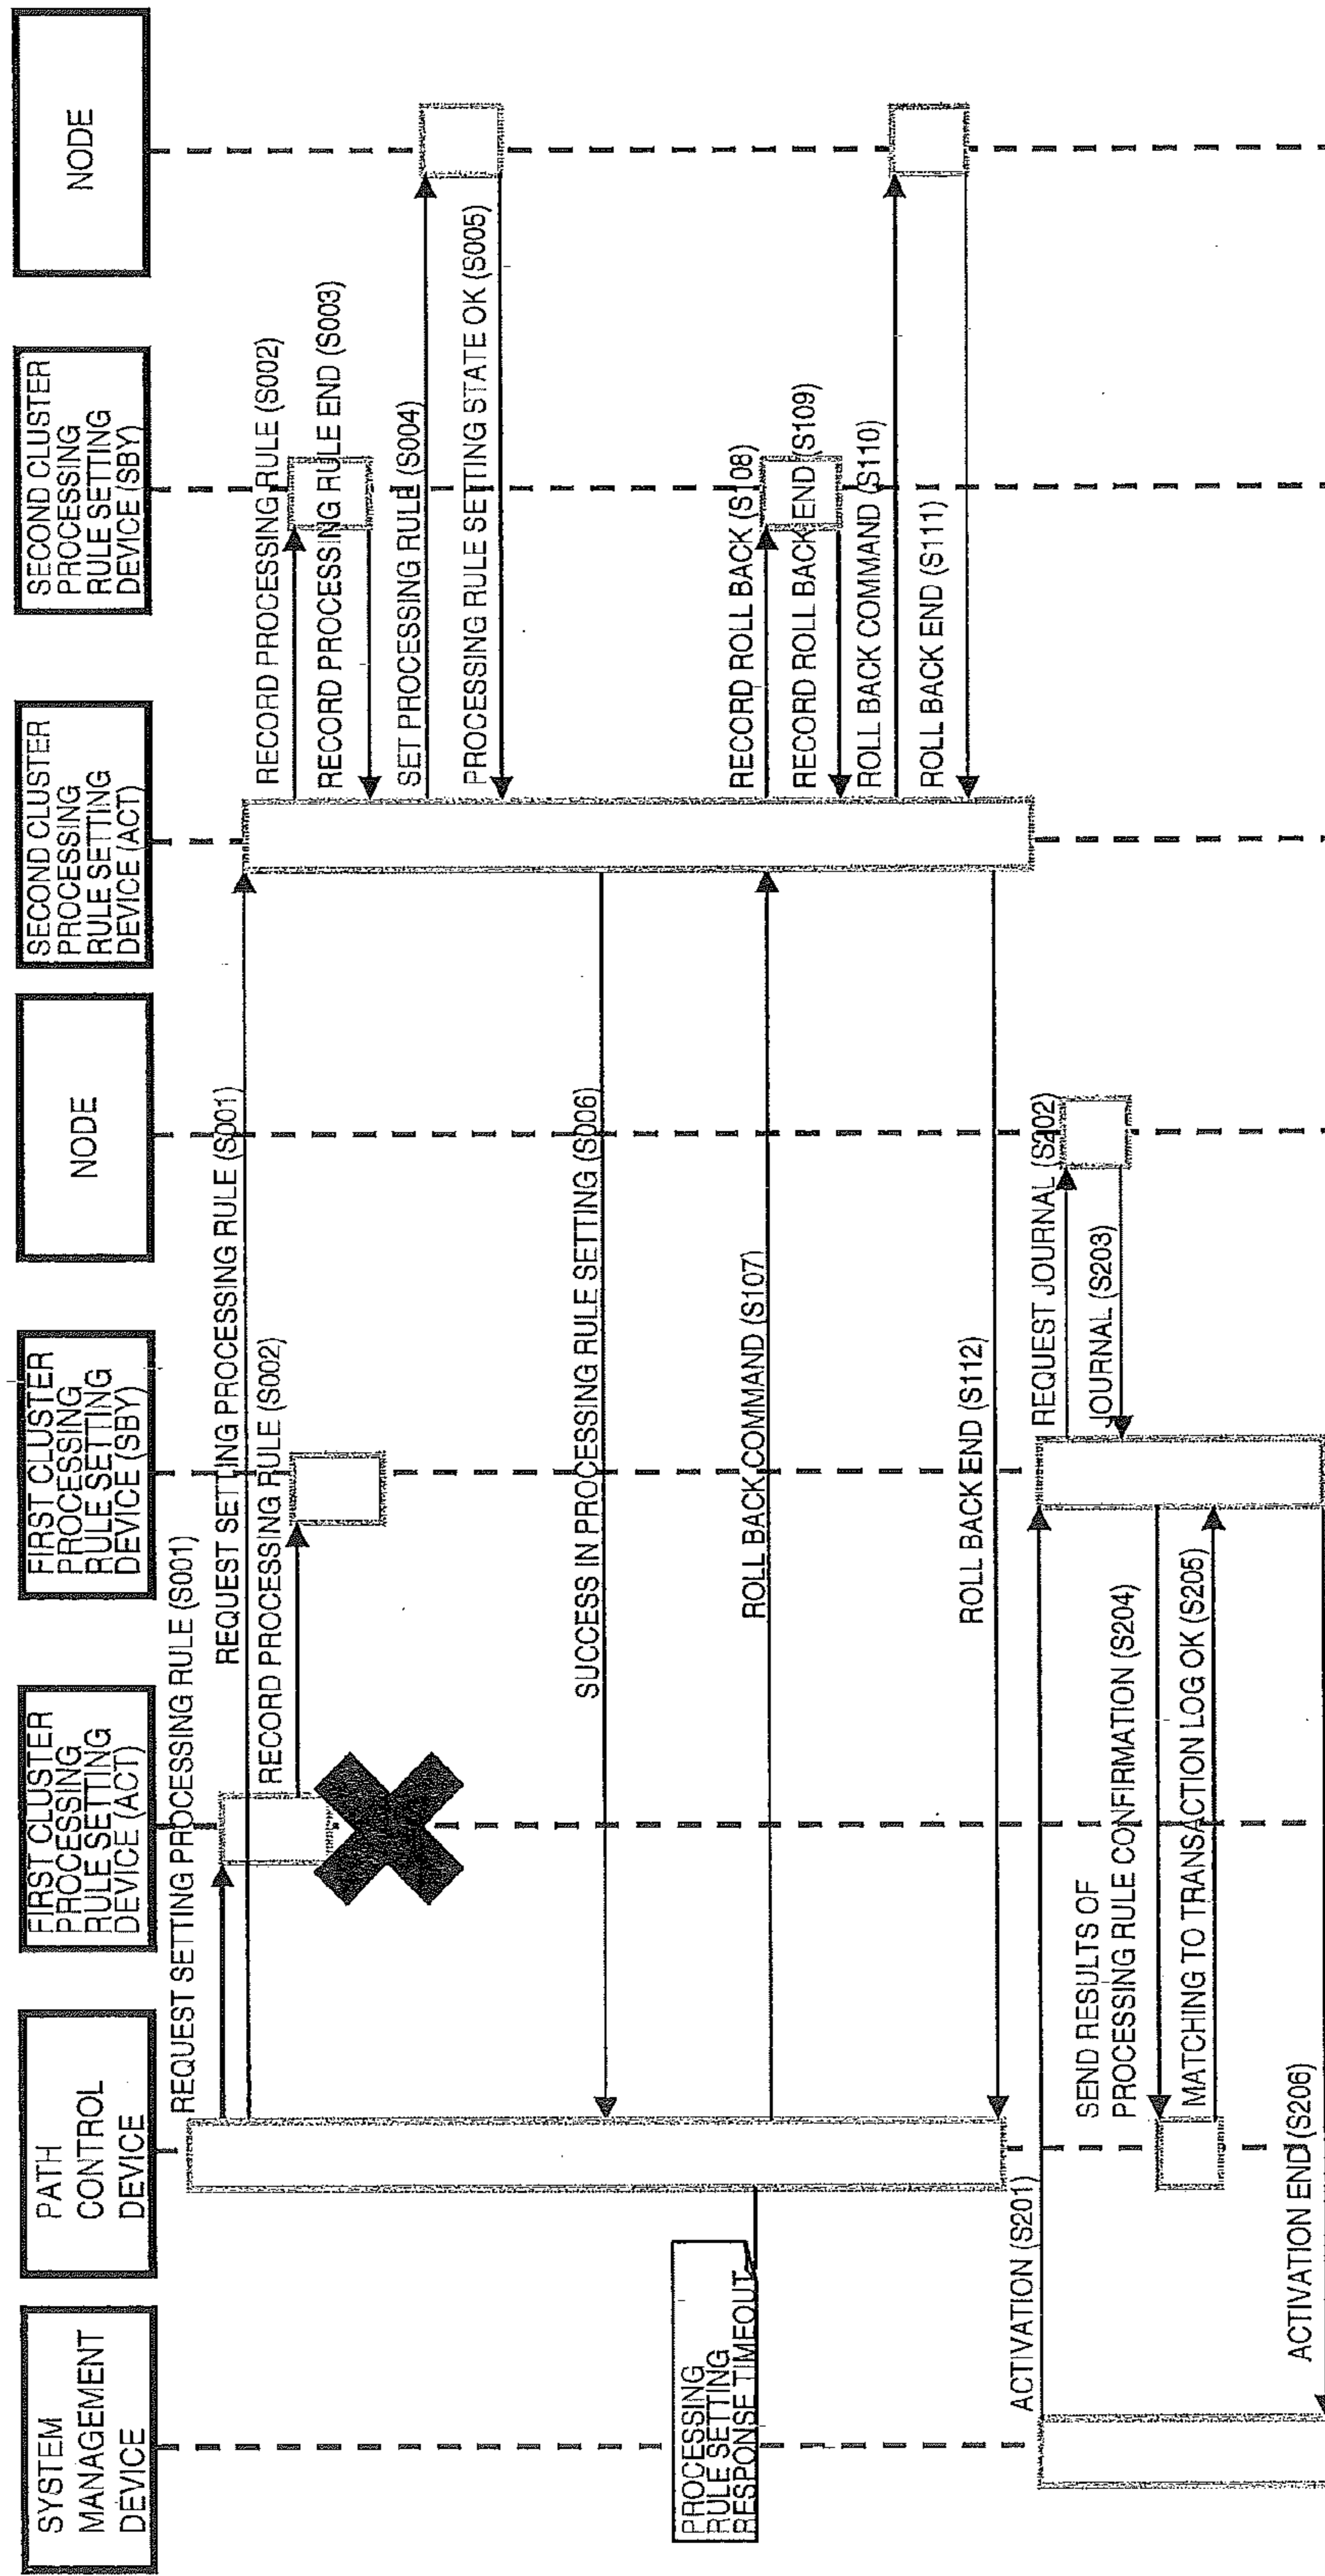 SYSTEM
MANAGEMENT
DEVICE
PATH
CONTROL
DEVICE
FIRST CLUSTER
PROCESSING
RULE SETTING
DEVICE (ACT)
FIRST CLUSTER
PROCESSING
RULE SETTING
DEVICE (SBY)
NODE
SECOND CLUSTER
PROCESSING
RULE SETTING
DEVICE (ACT)
SECOND CLUSTER
PROCESSING
RULE SETTING
DEVICE (SBY)
NODE
REQUEST SETTING PROCESSING RULE (S001)
REQUEST SETTING PROCESSING RULE (S001)
RECORD PROCESSING RULE (S002)
RECORD PROCESSING RULE (S002)
RECORD PROCESSING RULE END (S003)
SET PROCESSING RULE (S004)
PROCESSING RULE SETTING STATE OK (S005)
SUCCESS IN PROCESSING RULE SETTING (S006)
PROCESSING
RULE SETTING
RESPONSE TIMEOUT
ROLL BACK COMMAND (S107)
RECORD ROLL BACK (S108)
RECORD ROLL BACK END (S109)
ROLL BACK COMMAND (S110)
ROLL BACK END (S111)
ROLL BACK END (S112)
ACTIVATION (S201)
REQUEST JOURNAL (S202)
JOURNAL (S203)
SEND RESULTS OF
PROCESSING RULE CONFIRMATION (S204)
MATCHING TO TRANSACTION LOG OK (S205)
ACTIVATION END (S206)